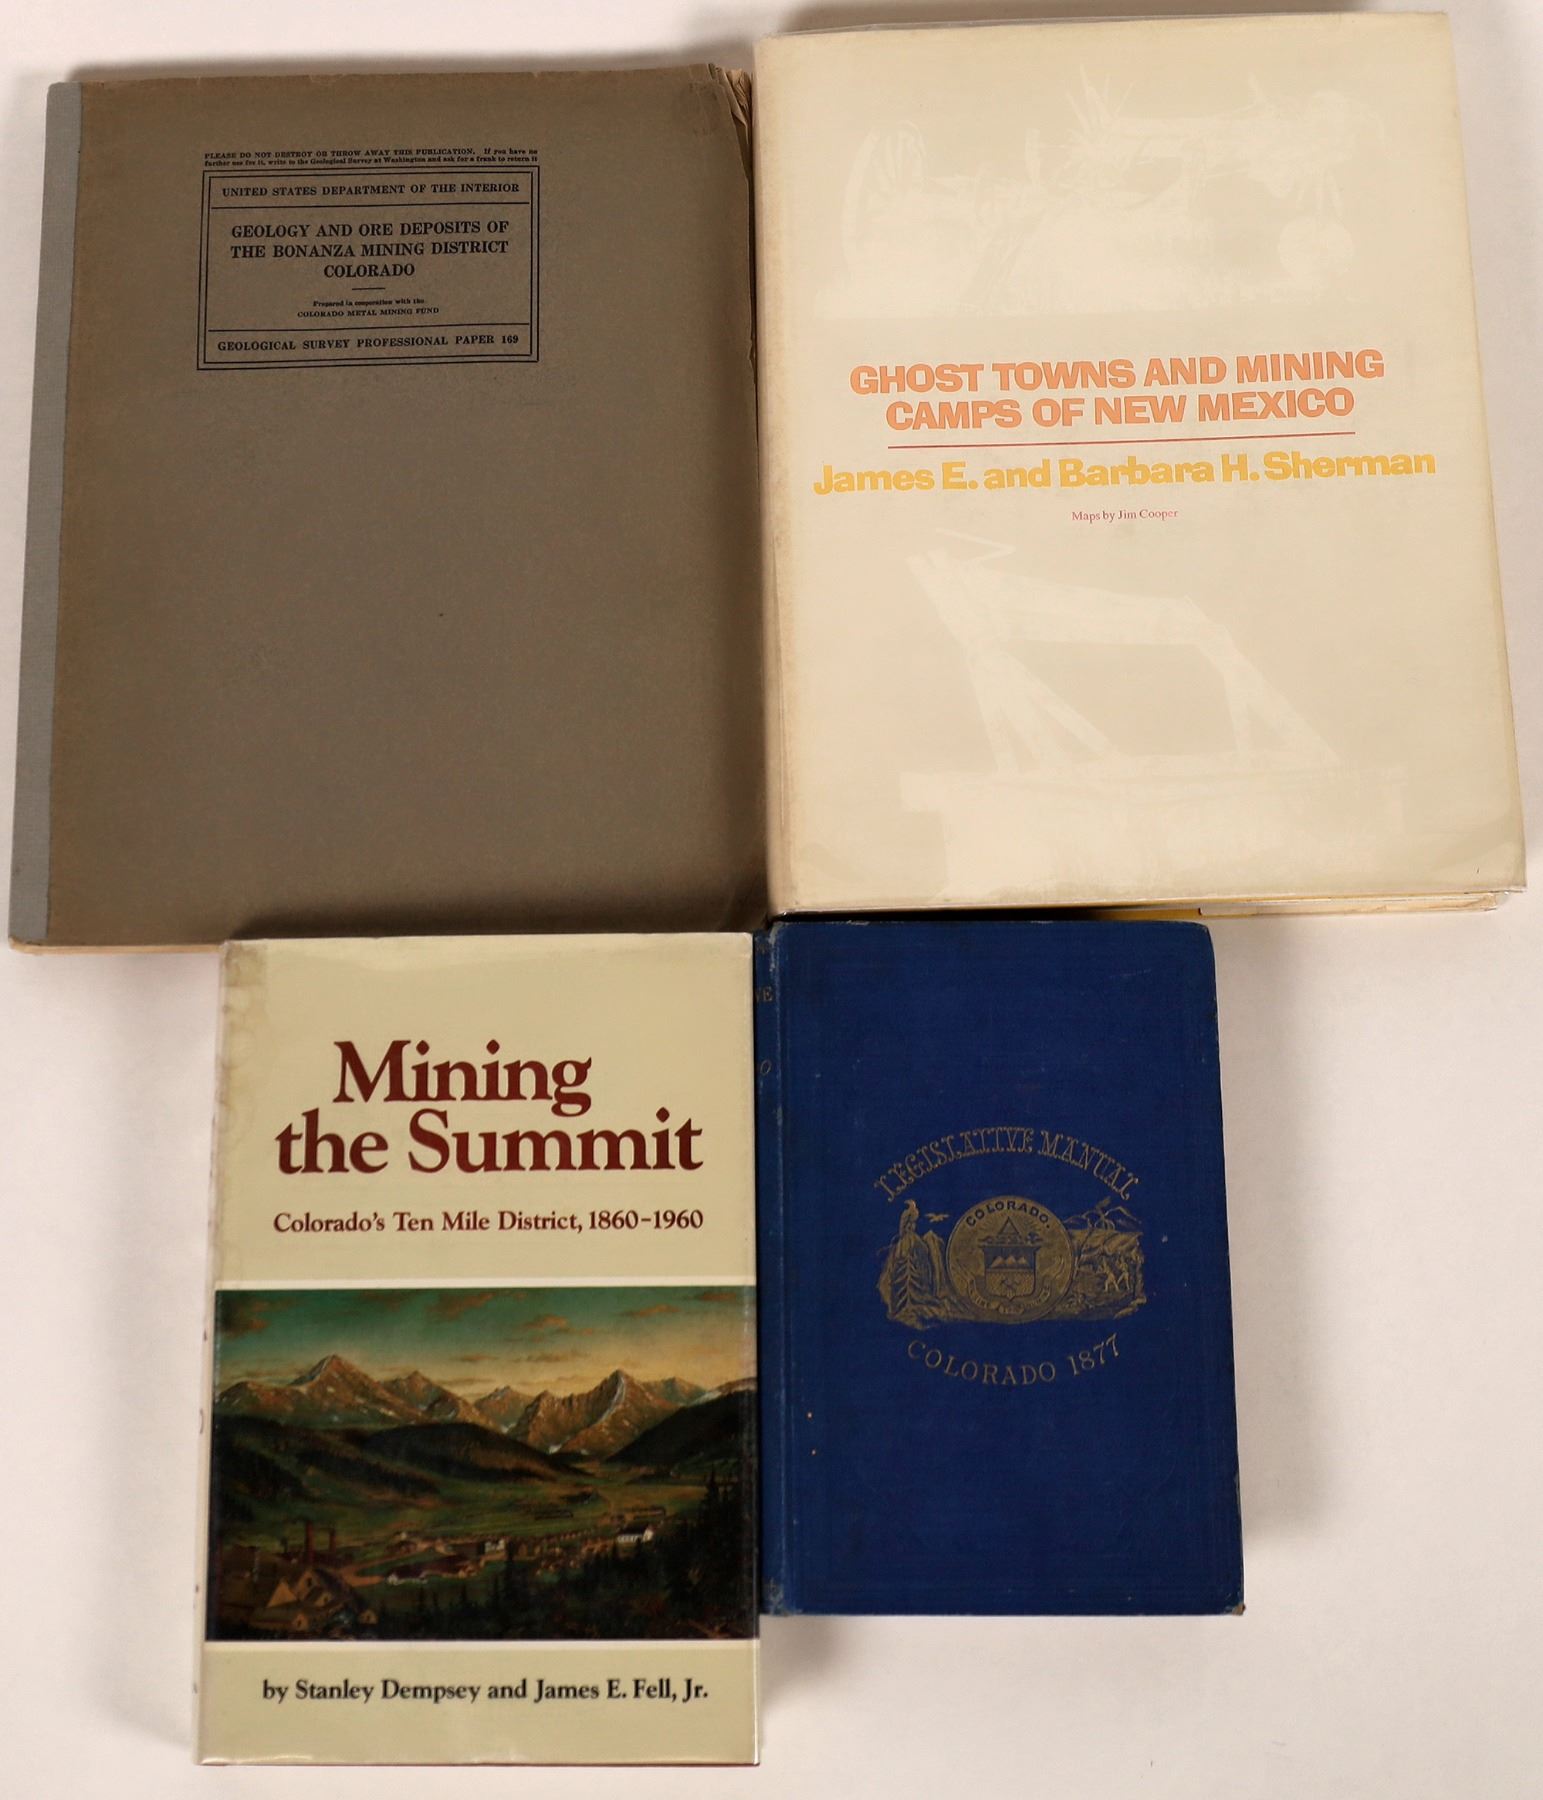 PLEASE DO NOT DESTROY OR THROW AWAY THIS PUBLICATION. If you have no
further use for it, write to the Geological Survey at Washington and ask for a frank to return it
UNITED STATES DEPARTMENT OF THE INTERIOR
GEOLOGY AND ORE DEPOSITS OF
THE BONANZA MINING DISTRICT
COLORADO
Prepared in cooperation with the
COLORADO METAL MINING FUND
GEOLOGICAL SURVEY PROFESSIONAL PAPER 169
GHOST TOWNS AND MINING
CAMPS OF NEW MEXICO
James E. and Barbara H. Sherman
Maps by Jim Cooper
Mining
the Summit
Colorado's Ten Mile District, 1860-1960
by Stanley Dempsey and James E. Fell, Jr.
LEGISLATIVE MANUAL
COLORADO.
COLORADO 1877